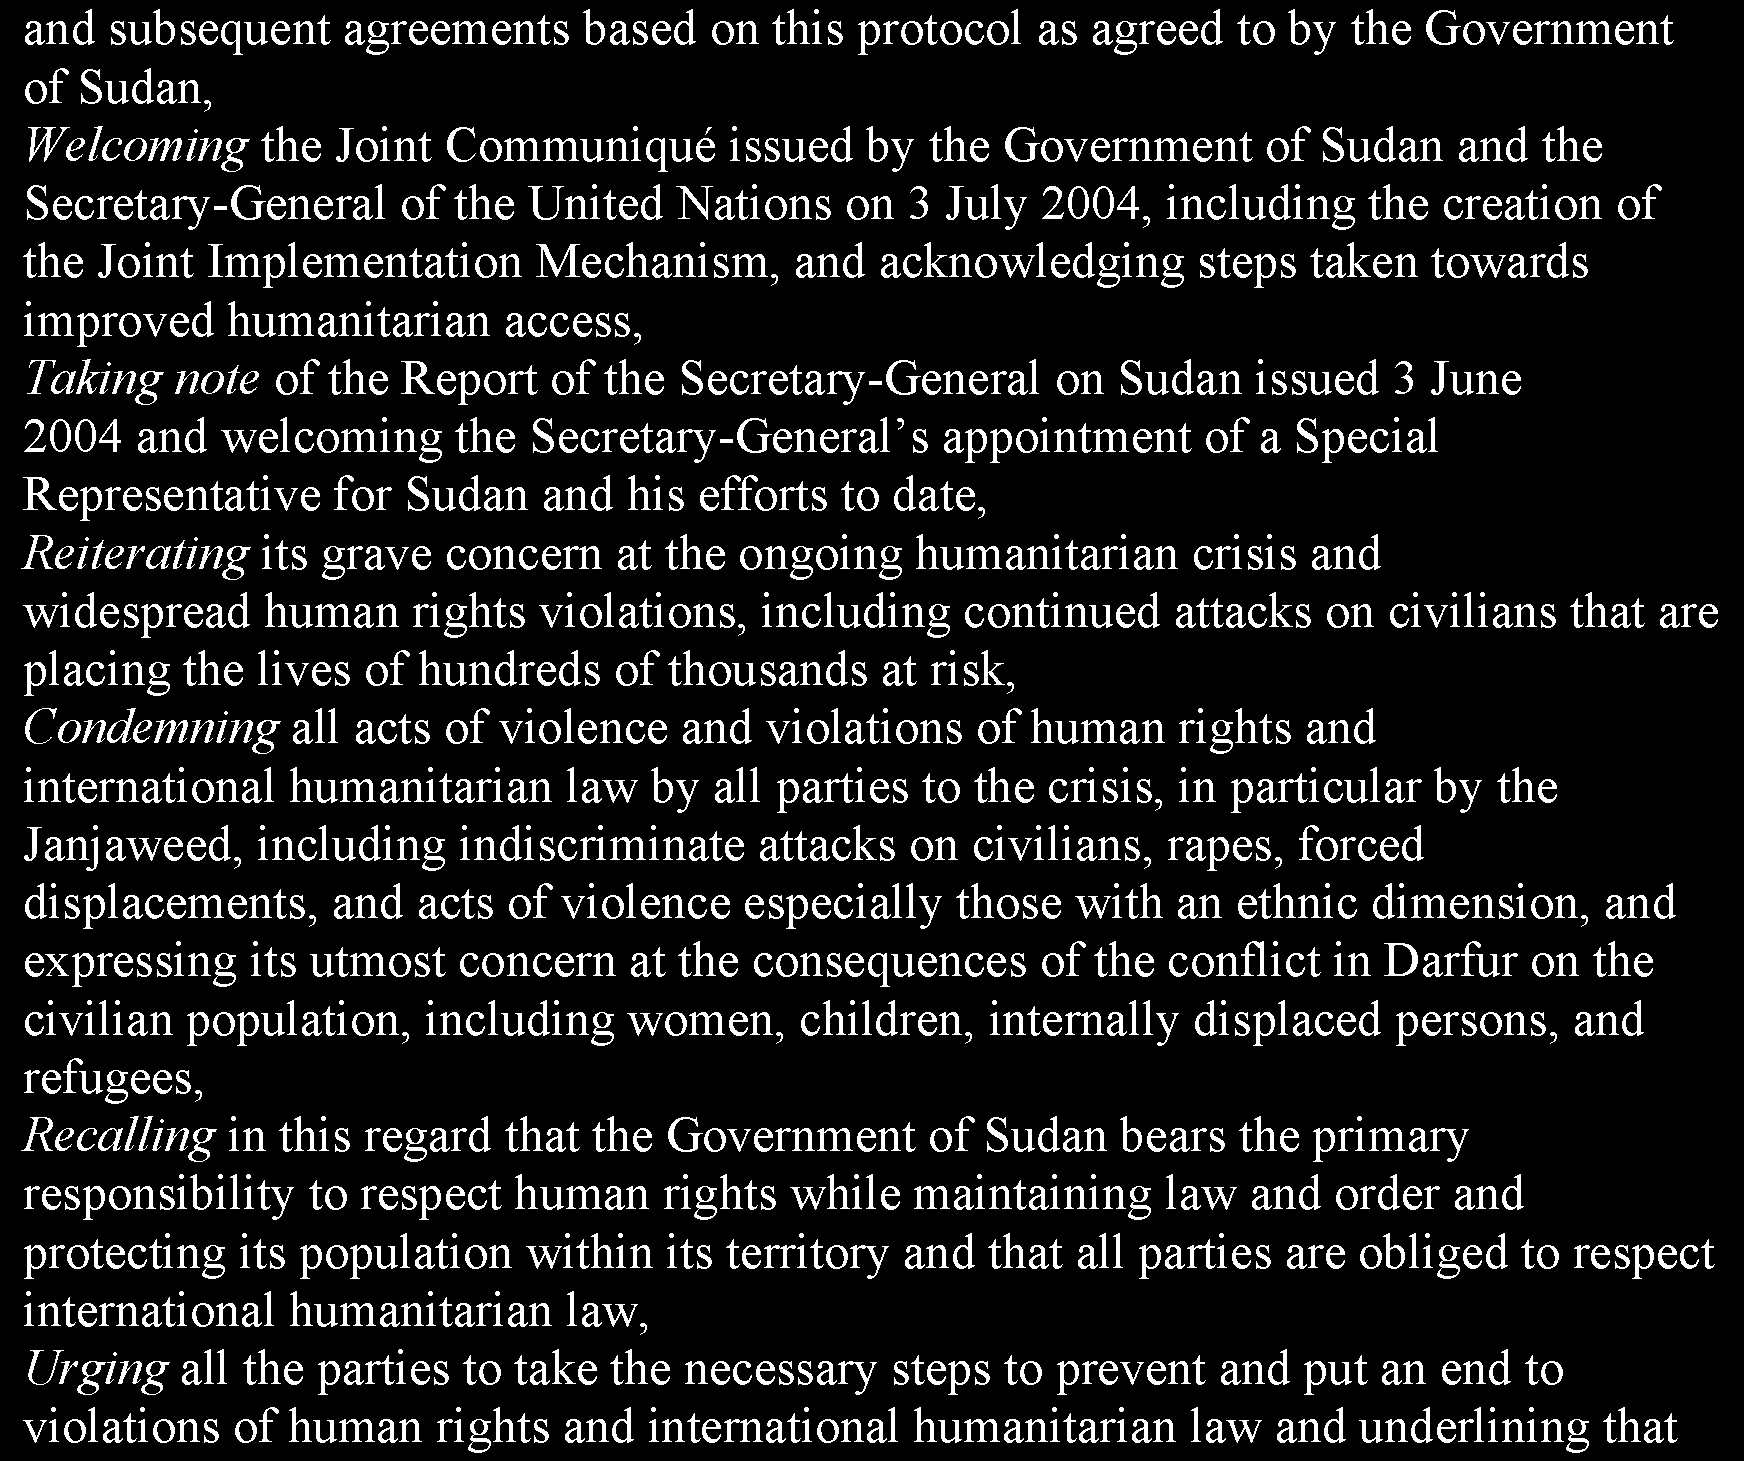 and subsequent agreements based on this protocol as agreed to by the Government
of Sudan,
Welcoming the Joint Communiqué issued by the Government of Sudan and the
Secretary-General of the United Nations on 3 July 2004, including the creation of
the Joint Implementation Mechanism, and acknowledging steps taken towards
improved humanitarian access,
Taking note of the Report of the Secretary-General on Sudan issued 3 June
2004 and welcoming the Secretary-General’s appointment of a Special
Representative for Sudan and his efforts to date,
Reiterating its grave concern at the ongoing humanitarian crisis and
widespread human rights violations, including continued attacks on civilians that are
placing the lives of hundreds of thousands at risk,
Condemning all acts of violence and violations of human rights and
international humanitarian law by all parties to the crisis, in particular by the
Janjaweed, including indiscriminate attacks on civilians, rapes, forced
displacements, and acts of violence especially those with an ethnic dimension, and
expressing its utmost concern at the consequences of the conflict in Darfur on the
civilian population, including women, children, internally displaced persons, and
refugees,
Recalling in this regard that the Government of Sudan bears the primary
responsibility to respect human rights while maintaining law and order and
protecting its population within its territory and that all parties are obliged to respect
international humanitarian law,
Urging all the parties to take the necessary steps to prevent and put an end to
violations of human rights and international humanitarian law and underlining that